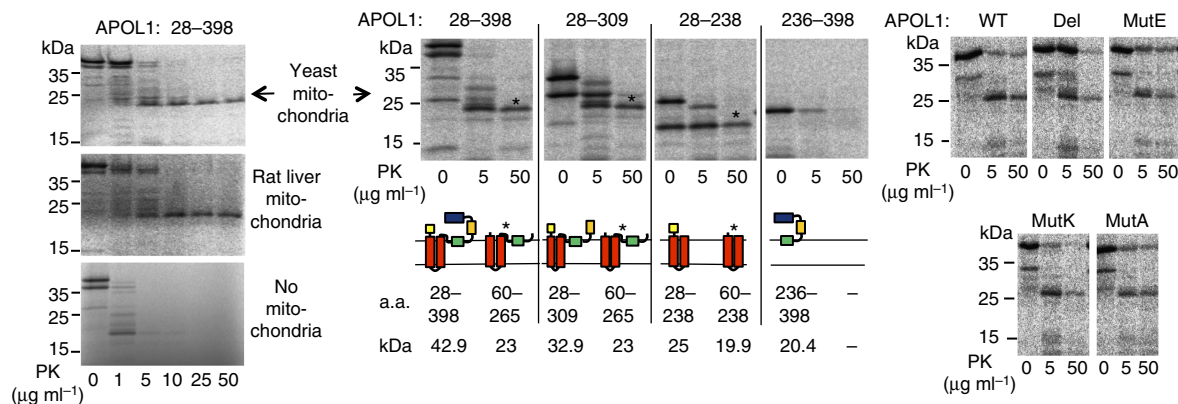 APOL1: 28–398
kDa
35
25
15
Yeast mito-chondria
35
25
15
Rat liver mito-chondria
35
25
15
No mito-chondria
PK 0 1 5 10 25 50
(µg ml–1)
APOL1: 28–398 28–309 28–238 236–398
kDa
35
25
15
* * *
PK 0 5 50 0 5 50 0 5 50 0 5 50
(µg ml–1)
* * *
a.a. 28–398 60–265 28–309 60–265 28–238 60–238 236–398 –
kDa 42.9 23 32.9 23 25 19.9 20.4 –
APOL1: WT Del MutE
kDa
35
25
15
PK 0 5 50 0 5 50 0 5 50
(µg ml–1)
MutK MutA
kDa
35
25
15
PK 0 5 50 0 5 50
(µg ml–1)